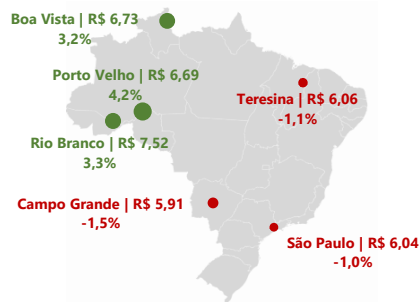 Boa Vista | R$ 6,73
3,2%
Porto Velho | R$ 6,69
4,2%
Teresina | R$ 6,06
-1,1%
Rio Branco | R$ 7,52
3,3%
Campo Grande | R$ 5,91
-1,5%
São Paulo | R$ 6,04
-1,0%